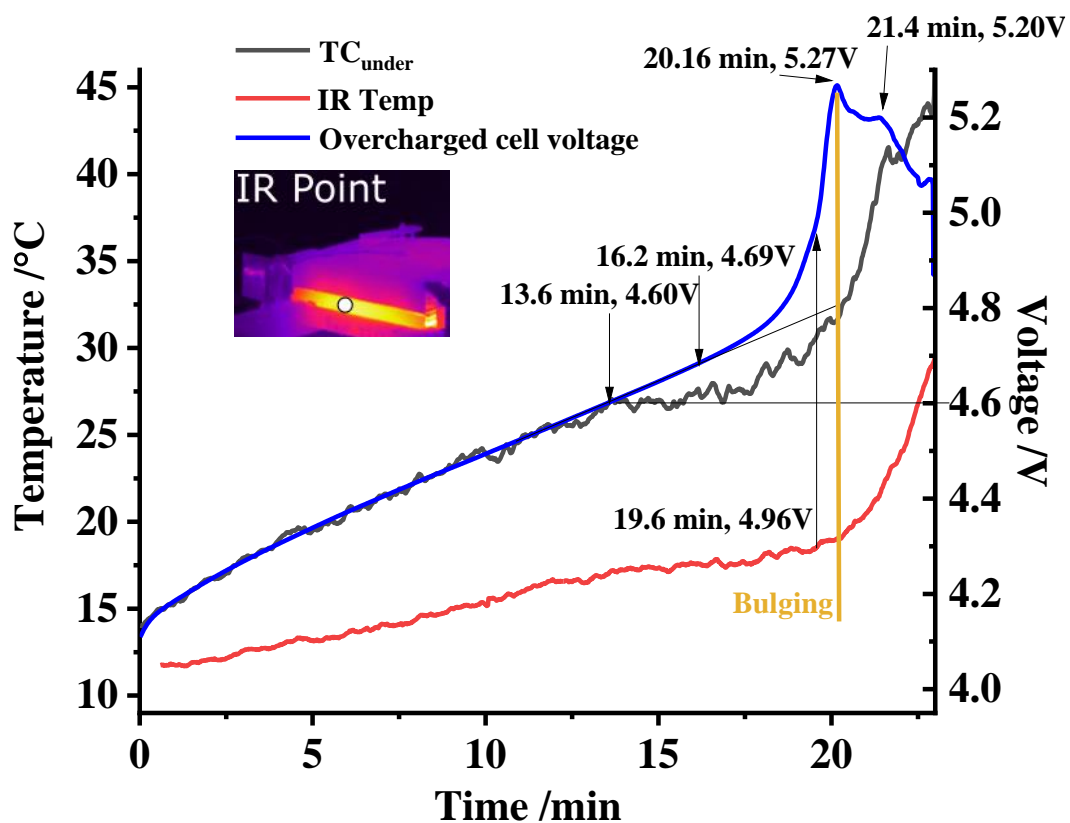 TCunder
IR Temp
Overcharged cell voltage
IR Point
21.4 min, 5.20V
20.16 min, 5.27V
16.2 min, 4.69V
13.6 min, 4.60V
19.6 min, 4.96V
Bulging
Temperature /°C
45
40
35
30
25
20
15
10
Voltage /V
5.2
5.0
4.8
4.6
4.4
4.2
4.0
0
5
10
15
20
Time /min